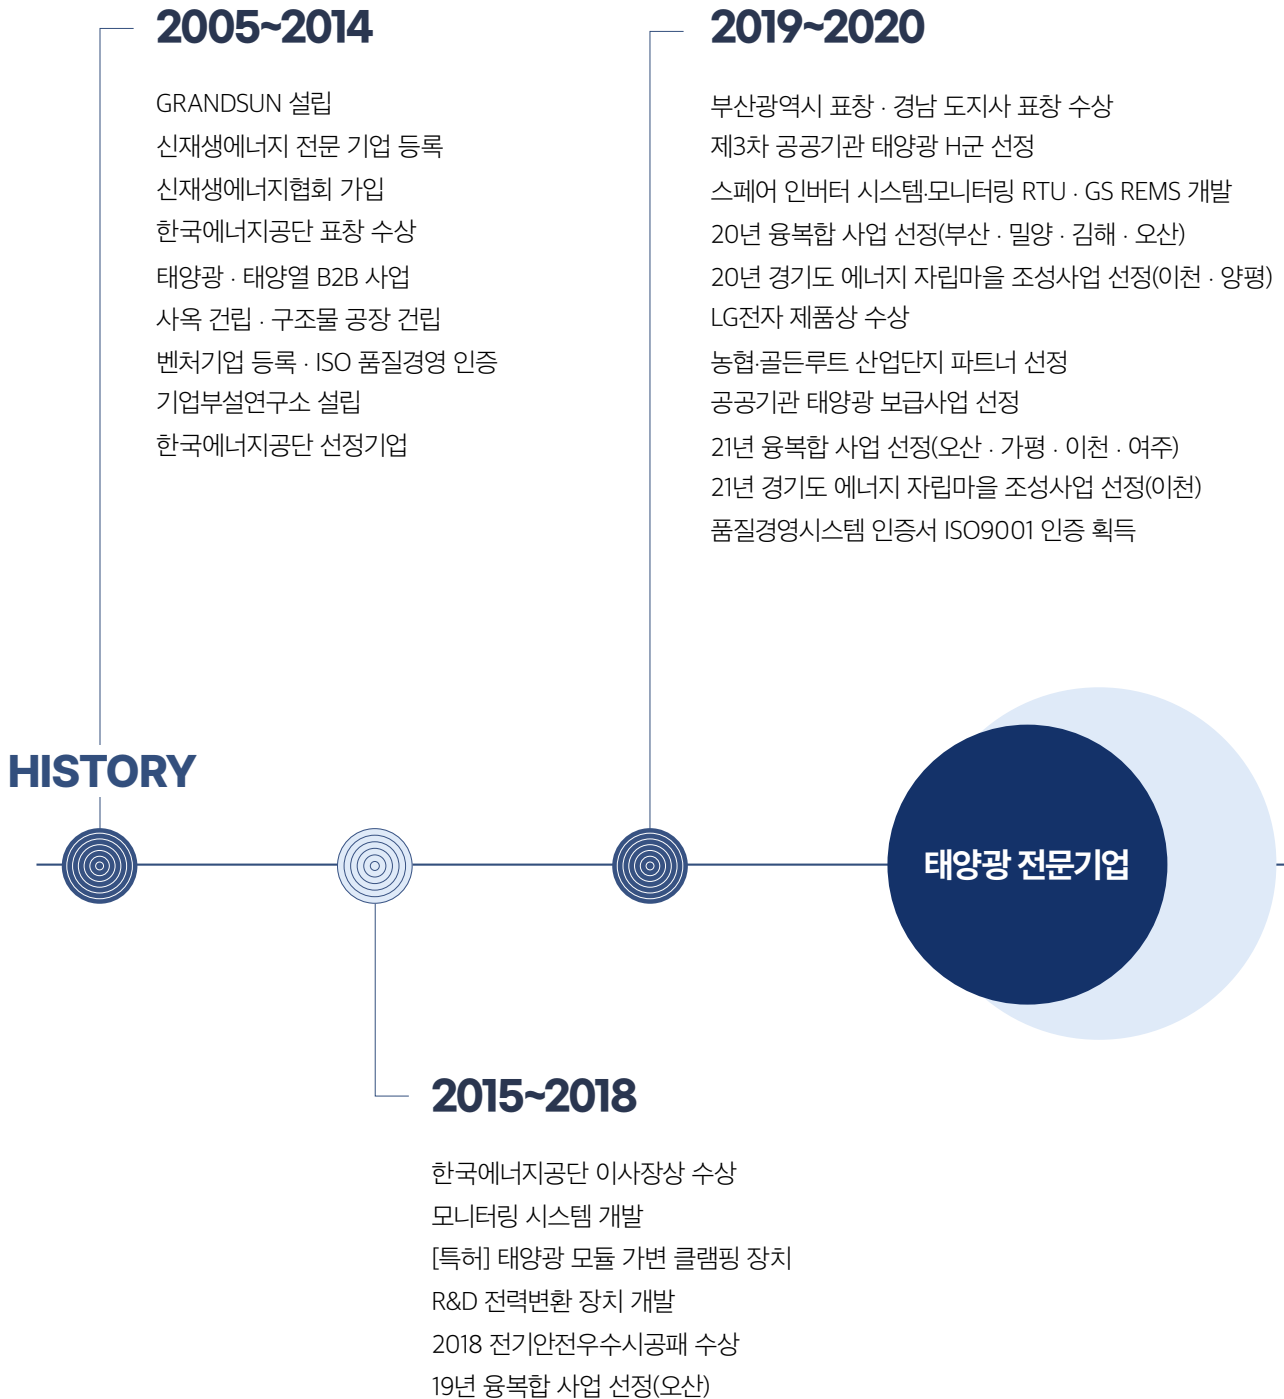 2005~2014
GRANDSUN 설립
신재생에너지 전문 기업 등록
신재생에너지협회 가입
한국에너지공단 표창 수상
태양광 · 태양열 B2B 사업
사옥 건립 · 구조물 공장 건립
벤처기업 등록 · ISO 품질경영 인증
기업부설연구소 설립
한국에너지공단 선정기업
2019~2020
부산광역시 표창 · 경남 도지사 표창 수상
제3차 공공기관 태양광 H군 선정
스페어 인버터 시스템·모니터링 RTU · GS REMS 개발
20년 융복합 사업 선정(부산 · 밀양 · 김해 · 오산)
20년 경기도 에너지 자립마을 조성사업 선정(이천 · 양평)
LG전자 제품상 수상
농협·골든루트 산업단지 파트너 선정
공공기관 태양광 보급사업 선정
21년 융복합 사업 선정(오산 · 가평 · 이천 · 여주)
21년 경기도 에너지 자립마을 조성사업 선정(이천)
품질경영시스템 인증서 ISO9001 인증 획득
HISTORY
태양광 전문기업
2015~2018
한국에너지공단 이사장상 수상
모니터링 시스템 개발
[특허] 태양광 모듈 가변 클램핑 장치
R&D 전력변환 장치 개발
2018 전기안전우수시공패 수상
19년 융복합 사업 선정(오산)